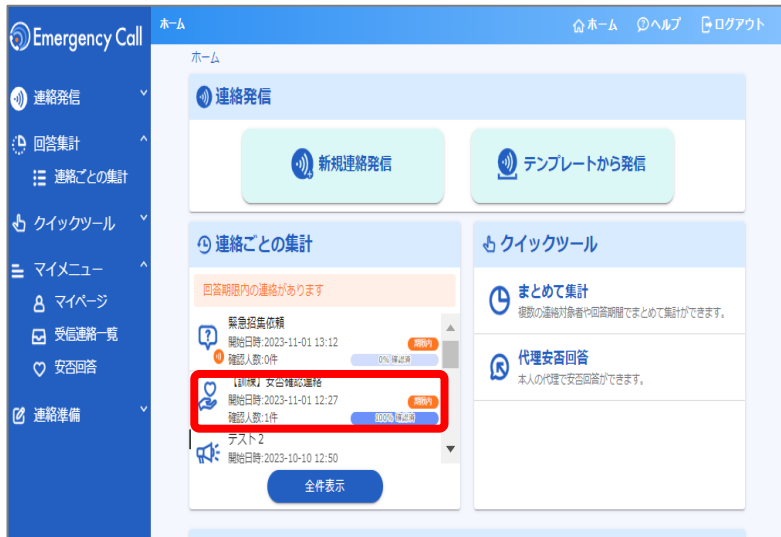 Emergency Call
ホーム
ホーム
ヘルプ
ログアウト
ホーム
連絡発信
回答集計
連絡ごとの集計
クイックツール
マイメニュー
マイページ
受信連絡一覧
安否回答
連絡準備
連絡発信
新規連絡発信
テンプレートから発信
連絡ごとの集計
回答期限内の連絡があります
緊急招集依頼
開始日時:2023-11-01 13:12
期限内
確認人数:0件
0% 確認済
【訓練】安否確認連絡
開始日時:2023-11-01 12:27
期限内
確認人数:1件
100% 確認済
テスト2
開始日時:2023-10-10 12:50
全件表示
クイックツール
まとめて集計
複数の連絡対象者や回答期間でまとめて集計ができます。
代理安否回答
本人の代理で安否回答ができます。